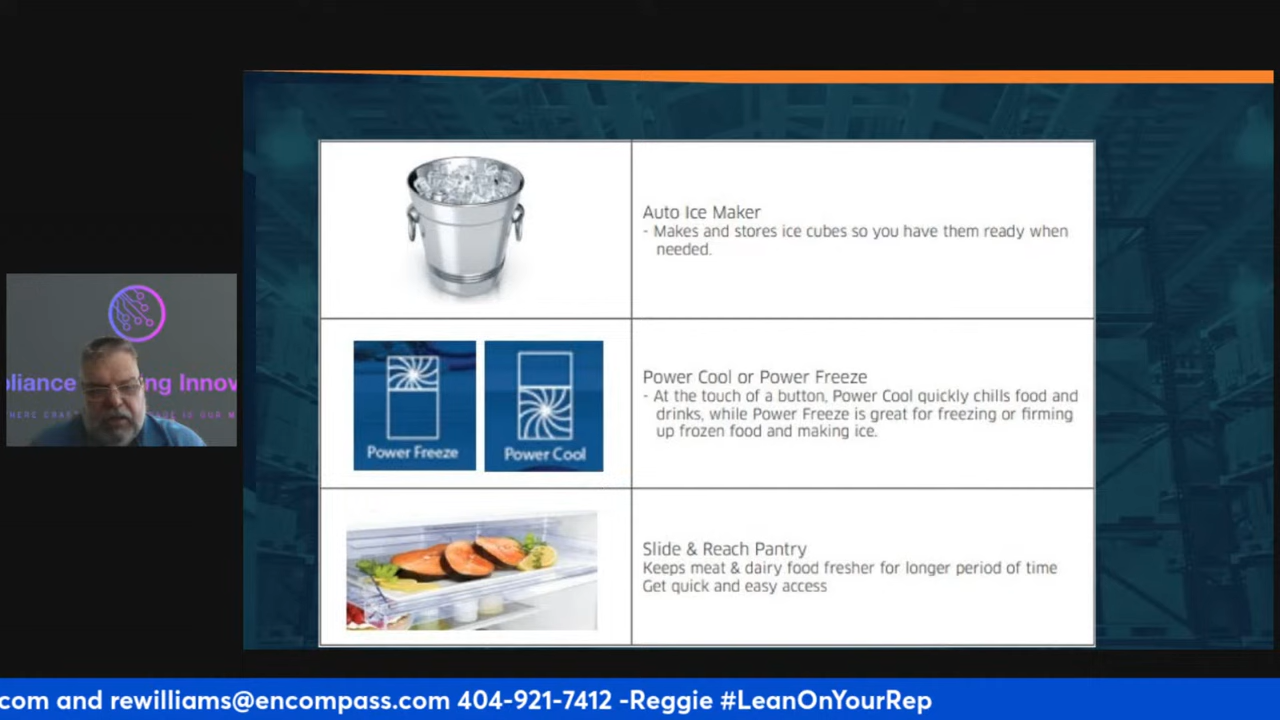 Auto Ice Maker
- Makes and stores ice cubes so you have them ready when
needed.
Power Freeze
Power Cool
Power Cool or Power Freeze
- At the touch of a button, Power Cool quickly chills food and
drinks, while Power Freeze is great for freezing or firming
up frozen food and making ice.
Slide & Reach Pantry
Keeps meat & dairy food fresher for longer period of time
Get quick and easy access
com and rewilliams@encompass.com 404-921-7412 -Reggie #LeanOnYourRep